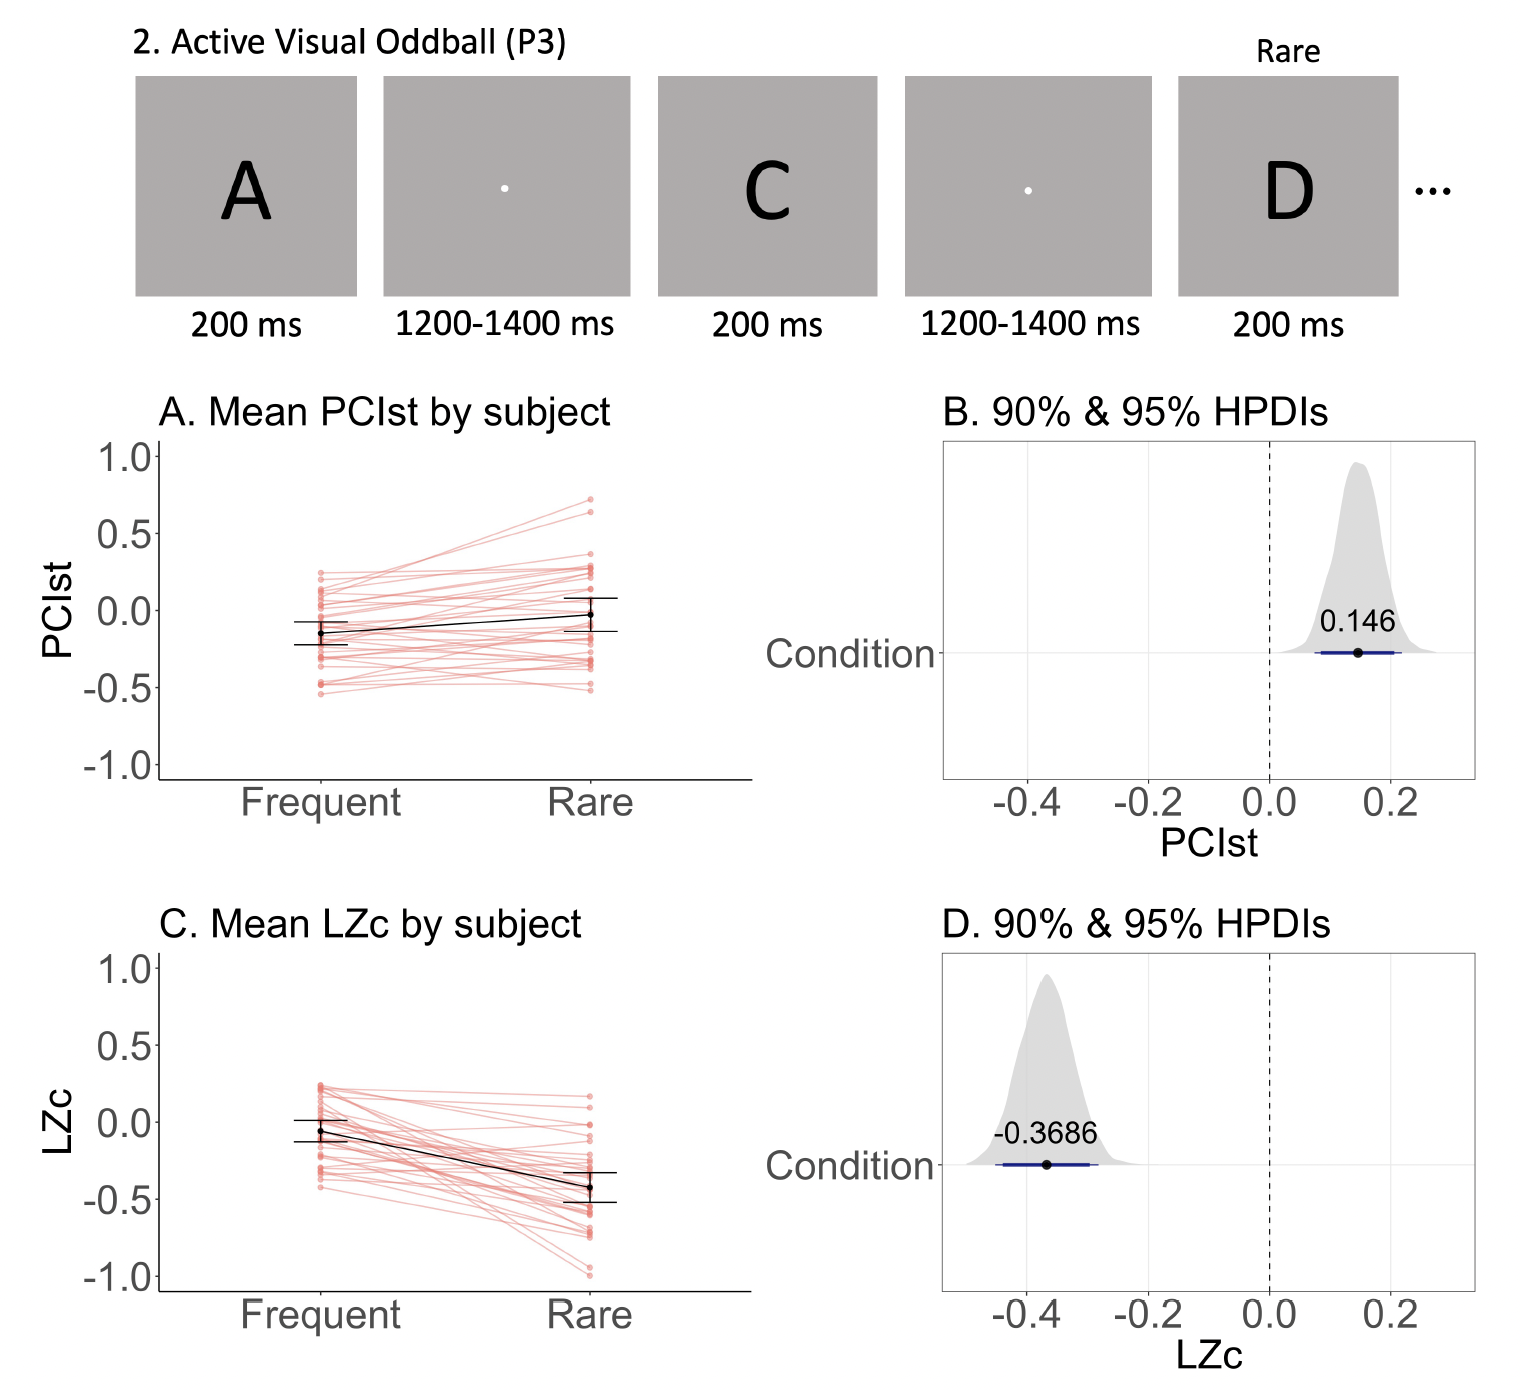 2. Active Visual Oddball (P3)
Rare
A
C
D
...
200 ms
1200-1400 ms
200 ms
1200-1400 ms
200 ms
A. Mean PCIst by subject
1.0
0.5
0.0
-0.5
-1.0
PCIst
Frequent
Rare
B. 90% & 95% HPDIs
0.146
Condition
-0.4
-0.2
0.0
0.2
PCIst
C. Mean LZc by subject
1.0
0.5
0.0
-0.5
-1.0
LZc
Frequent
Rare
D. 90% & 95% HPDIs
-0.3686
Condition
-0.4
-0.2
0.0
0.2
LZc